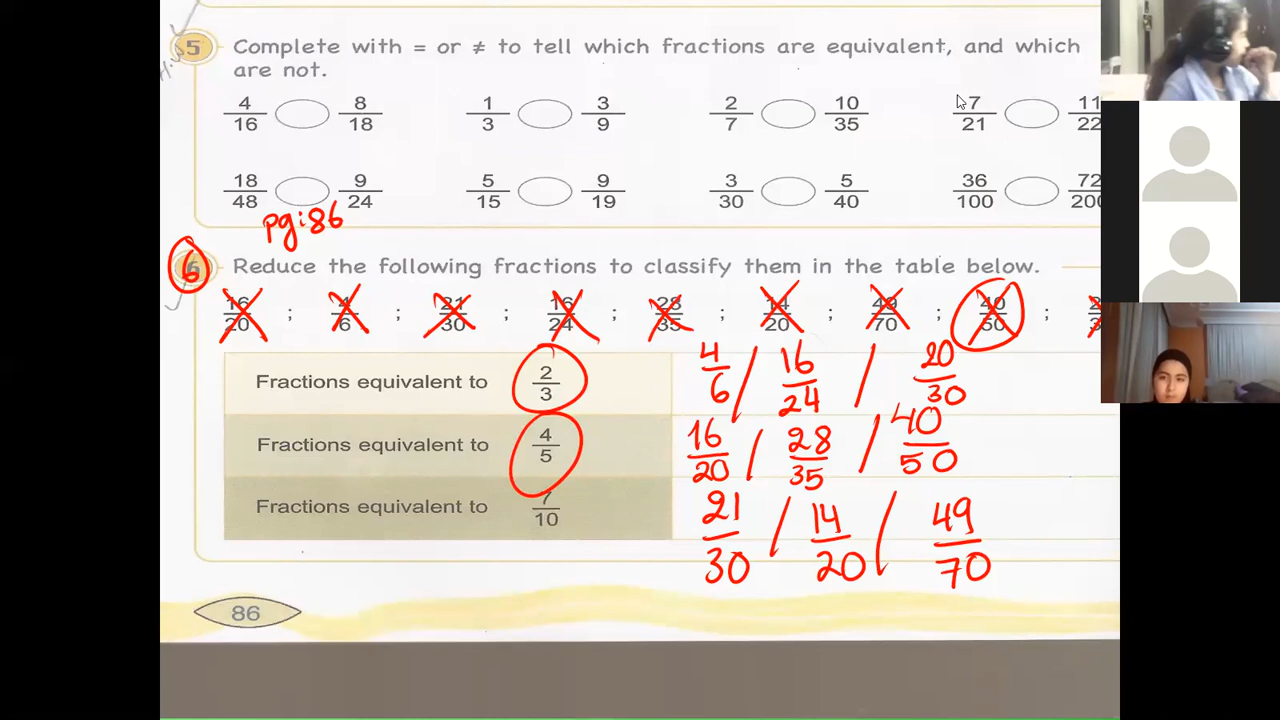 5 Complete with = or ≠ to tell which fractions are equivalent, and which
are not.
4/16 8/18 1/3 3/9 2/7 10/35 7/21 11/22
18/48 9/24 5/15 9/19 3/30 5/40 36/100 72/200
pg:86
6 Reduce the following fractions to classify them in the table below.
16/20 ; 4/6 ; 21/30 ; 16/24 ; 28/35 ; 14/20 ; 49/70 ; 40/50 ;
Fractions equivalent to 2/3 4/6 / 16/24 / 20/30
Fractions equivalent to 4/5 16/20 / 28/35 / 40/50
Fractions equivalent to 7/10 21/30 / 14/20 / 49/70
86